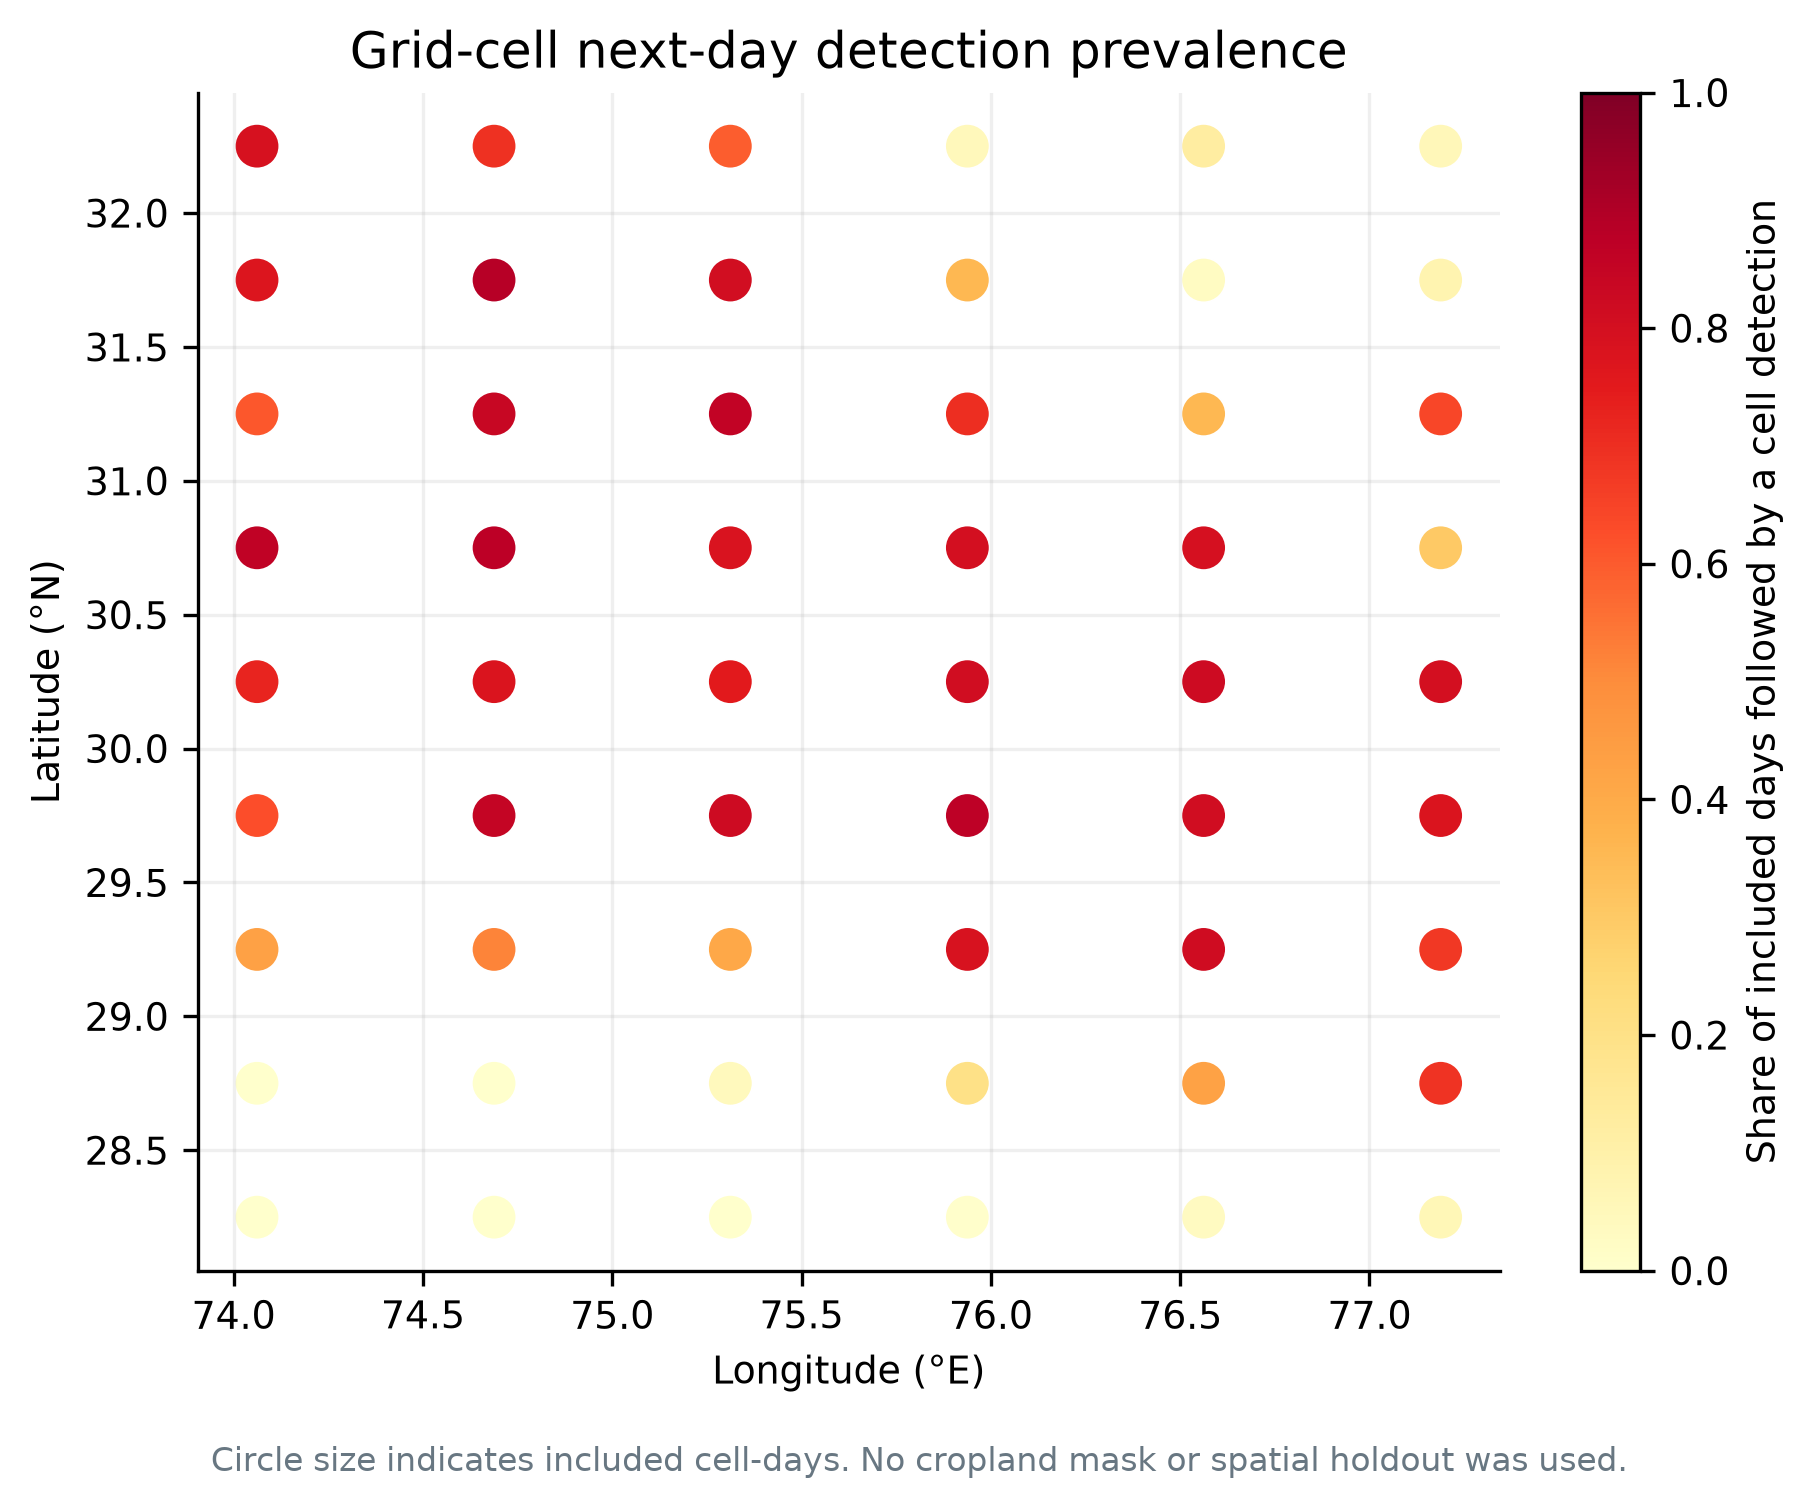 Grid-cell next-day detection prevalence
32.0
31.5
31.0
30.5
30.0
29.5
29.0
28.5
Latitude (°N)
74.0 74.5 75.0 75.5 76.0 76.5 77.0
Longitude (°E)
1.0
0.8
0.6
0.4
0.2
0.0
Share of included days followed by a cell detection
Circle size indicates included cell-days. No cropland mask or spatial holdout was used.